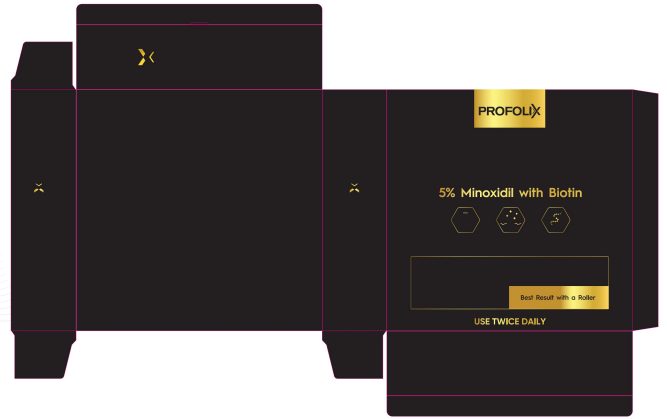 PROFOLIX
5% Minoxidil with Biotin
Best Result with a Roller
USE TWICE DAILY